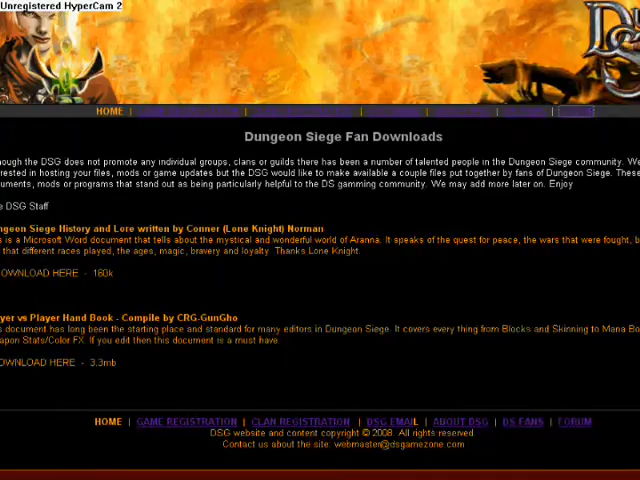 Unregistered HyperCam 2
HOME | | | | | |
Dungeon Siege Fan Downloads
ough the DSG does not promote any individual groups, clans or guilds there has been a number of talented people in the Dungeon Siege community. We
rested in hosting your files, mods or game updates but the DSG would like to make available a couple files put together by fans of Dungeon Siege. These
uments, mods or programs that stand out as being particularly helpful to the DS gaming community. We may add more later on. Enjoy
e DSG Staff
ngeon Siege History and Lore written by Conner (Lone Knight) Norman
s is a Microsoft Word document that tells about the mystical and wonderful world of Aranna. It speaks of the quest for peace, the wars that were fought, b
that different races played, the ages, magic, bravery and loyalty. Thanks Lone Knight.
OWNLOAD HERE - 160k
yer vs Player Hand Book - Compile by CRG-GunGho
s document has long been the starting place and standard for many editors in Dungeon Siege. It covers every thing from Blocks and Skinning to Mana Bo
apon Stats/Color FX. If you edit then this document is a must have.
OWNLOAD HERE - 3.3mb
HOME | GAME REGISTRATION | CLAN REGISTRATION | DSG EMAIL | ABOUT DSG | DS FANS | FORUM
DSG website and content copyright © 2008. All rights reserved
Contact us about the site: webmaster@dsgamezone.com